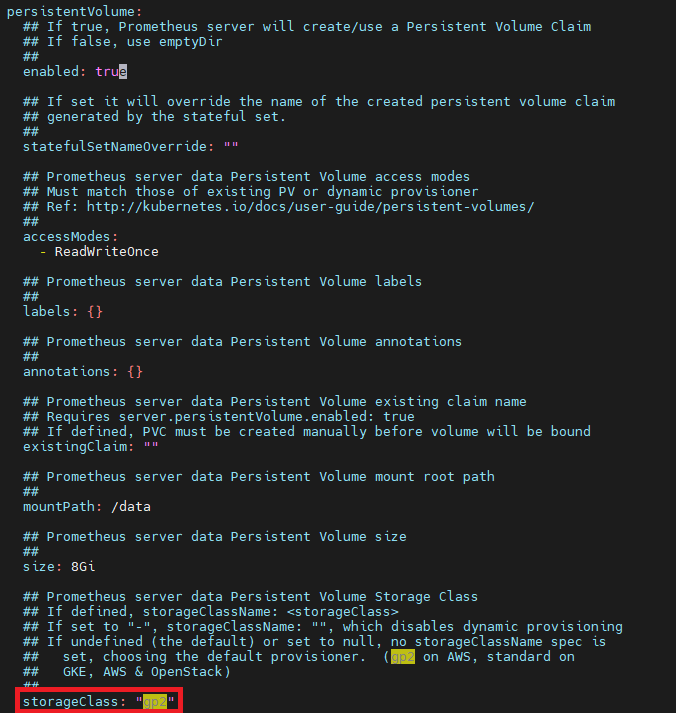 persistentVolume:
## If true, Prometheus server will create/use a Persistent Volume Claim
## If false, use emptyDir
##
enabled: true
## If set it will override the name of the created persistent volume claim
## generated by the stateful set.
##
statefulSetNameOverride: ""
## Prometheus server data Persistent Volume access modes
## Must match those of existing PV or dynamic provisioner
## Ref: http://kubernetes.io/docs/user-guide/persistent-volumes/
##
accessModes:
- ReadWriteOnce
## Prometheus server data Persistent Volume labels
##
labels: {}
## Prometheus server data Persistent Volume annotations
##
annotations: {}
## Prometheus server data Persistent Volume existing claim name
## Requires server.persistentVolume.enabled: true
## If defined, PVC must be created manually before volume will be bound
existingClaim: ""
## Prometheus server data Persistent Volume mount root path
##
mountPath: /data
## Prometheus server data Persistent Volume size
##
size: 8Gi
## Prometheus server data Persistent Volume Storage Class
## If defined, storageClassName: <storageClass>
## If set to "-", storageClassName: "", which disables dynamic provisioning
## If undefined (the default) or set to null, no storageClassName spec is
##   set, choosing the default provisioner.  (gp2 on AWS, standard on
##   GKE, AWS & OpenStack)
##
storageClass: "gp2"